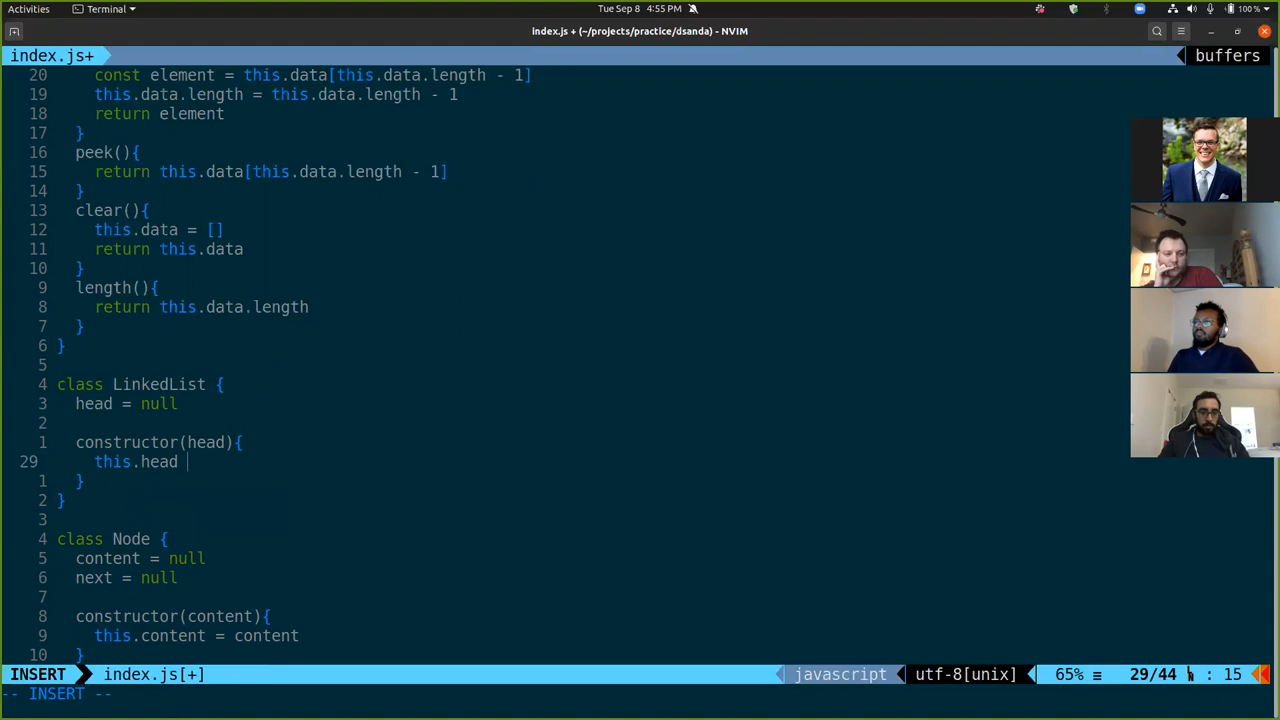 Activities Terminal Tue Sep 8 4:55 PM 100 %
index.js + (~/projects/practice/dsanda) - NVIM
index.js+ buffers
20 const element = this.data[this.data.length - 1]
19 this.data.length = this.data.length - 1
18 return element
17 }
16 peek(){
15 return this.data[this.data.length - 1]
14 }
13 clear(){
12 this.data = []
11 return this.data
10 }
9 length(){
8 return this.data.length
7 }
6 }
5
4 class LinkedList {
3 head = null
2
1 constructor(head){
29 this.head
1 }
2 }
3
4 class Node {
5 content = null
6 next = null
7
8 constructor(content){
9 this.content = content
10 }
INSERT index.js[+] javascript utf-8[unix] 65% ≡ 29/44 : 15
-- INSERT --